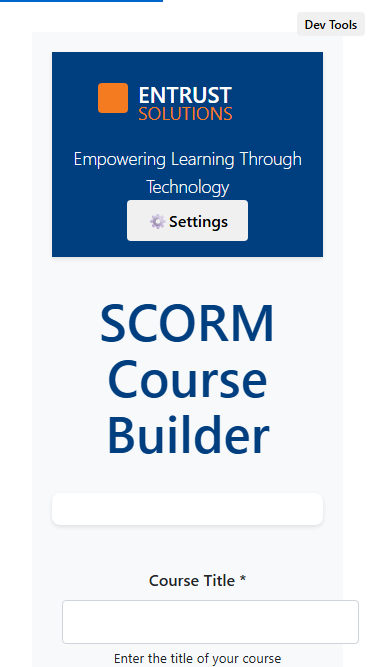 Dev Tools
ENTRUST
SOLUTIONS
Empowering Learning Through
Technology
Settings
SCORM
Course
Builder
Course Title *
Enter the title of your course